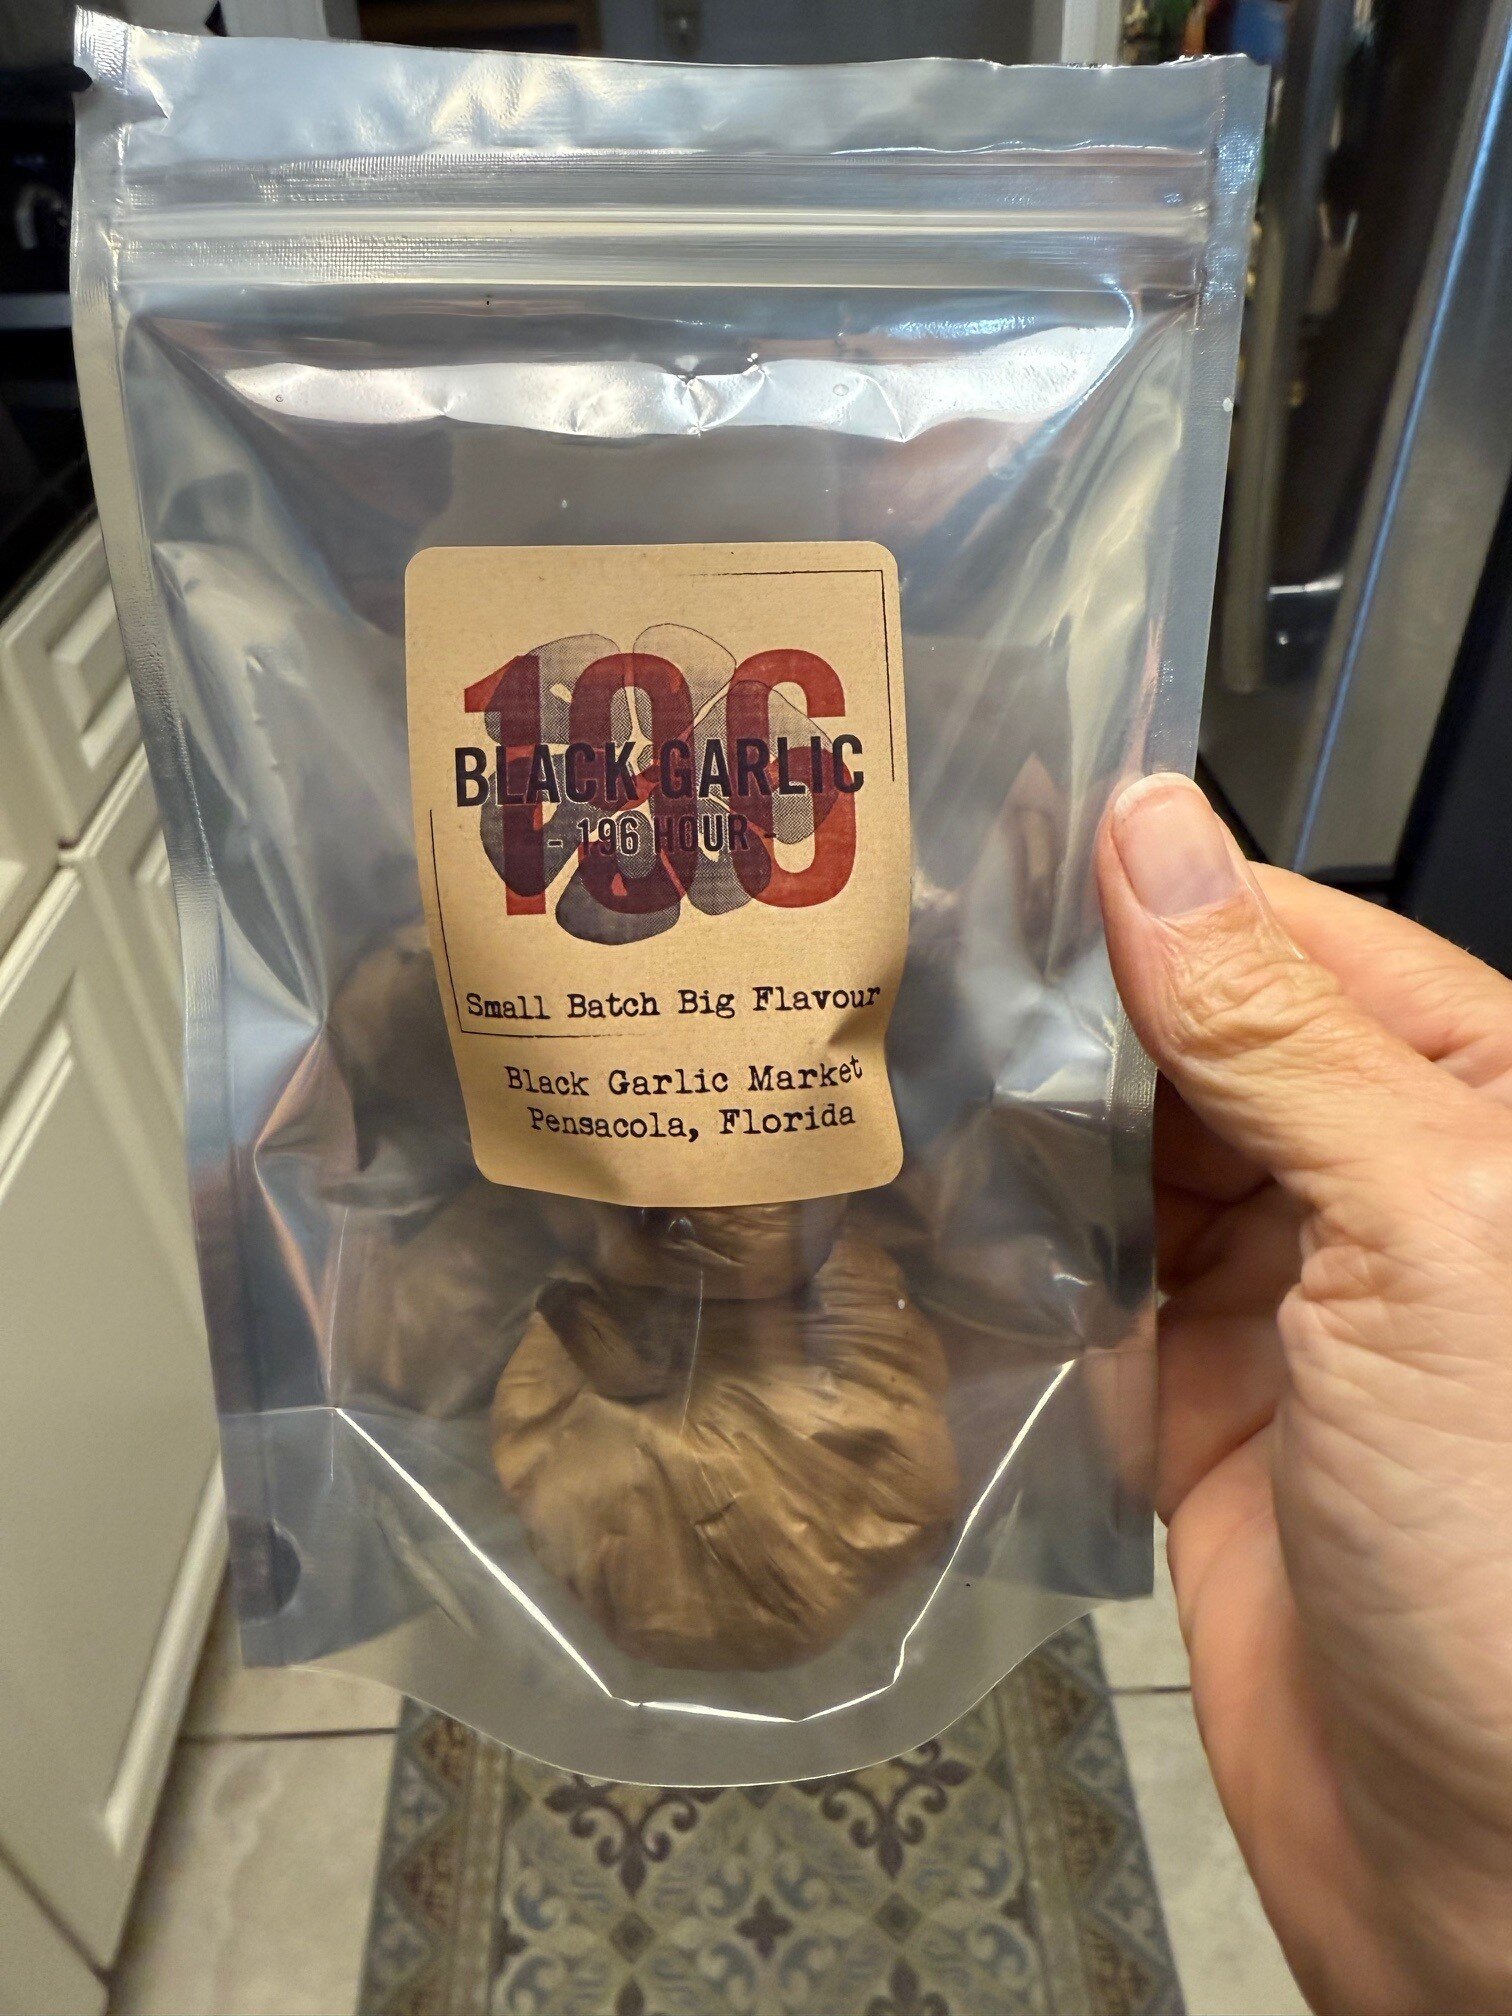 196
BLACK GARLIC
- 196 HOUR -
Small Batch Big Flavour
Black Garlic Market
Pensacola, Florida